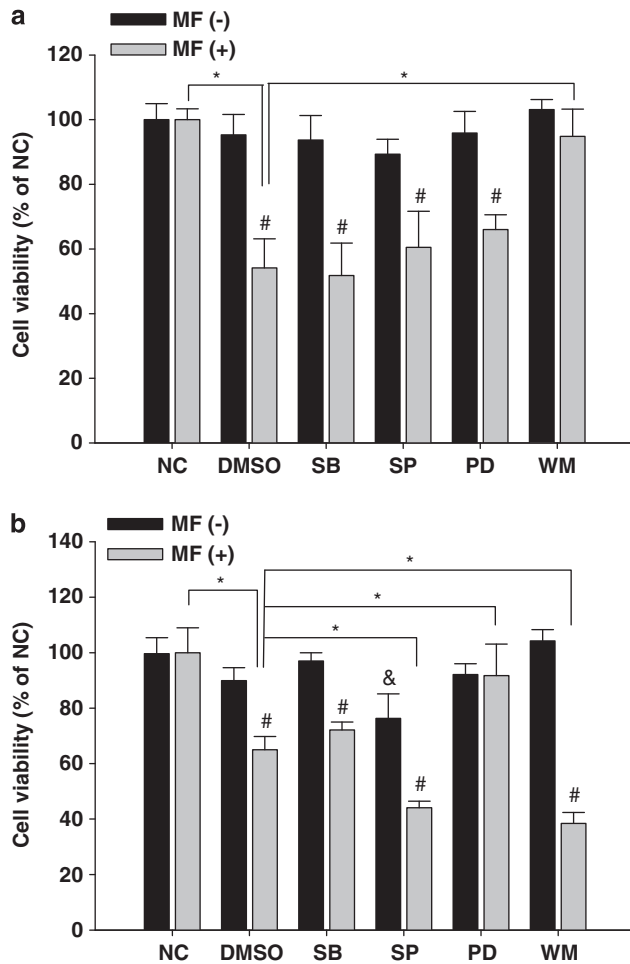 a
MF (-)
MF (+)
Cell viability (% of NC)
120
100
80
60
40
20
0
* *
# # # #
NC DMSO SB SP PD WM
b
MF (-)
MF (+)
Cell viability (% of NC)
140
120
100
80
60
40
20
0
*
* *
*
&
# # # #
NC DMSO SB SP PD WM